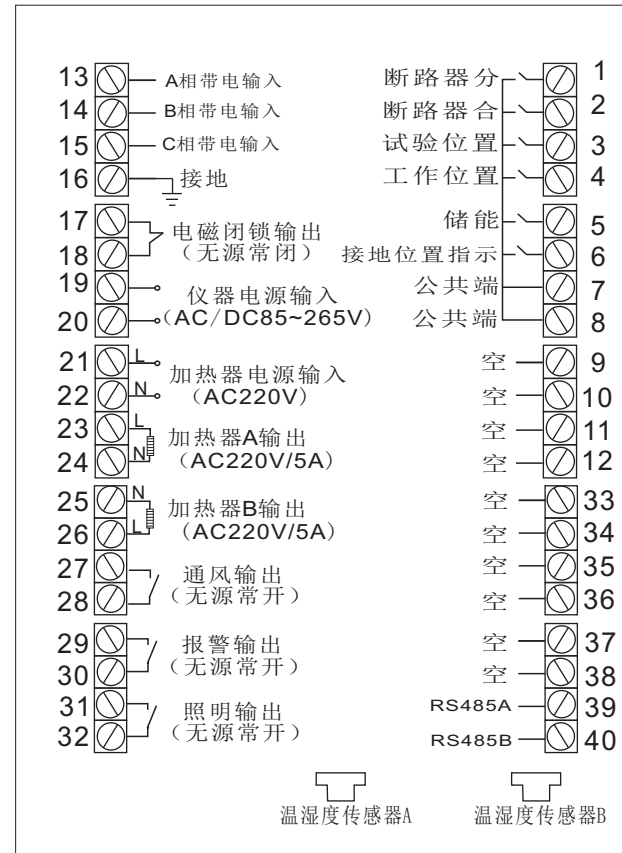 13 A相带电输入
14 B相带电输入
15 C相带电输入
16 接地
17 电磁闭锁输出
18 （无源常闭）
19 仪器电源输入
20 （AC/DC85~265V）
21 L 加热器电源输入
22 N （AC220V）
23 L 加热器A输出
24 N （AC220V/5A）
25 N 加热器B输出
26 L （AC220V/5A）
27 通风输出
28 （无源常开）
29 报警输出
30 （无源常开）
31 照明输出
32 （无源常开）
断路器分 1
断路器合 2
试验位置 3
工作位置 4
储能 5
接地位置指示 6
公共端 7
公共端 8
空 9
空 10
空 11
空 12
空 33
空 34
空 35
空 36
空 37
空 38
RS485A 39
RS485B 40
温湿度传感器A
温湿度传感器B